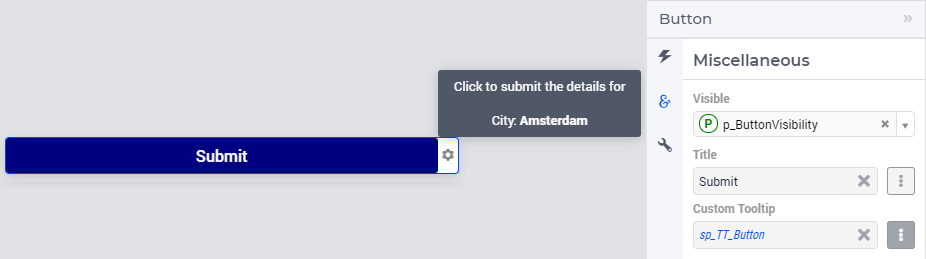 Click to submit the details for
City: Amsterdam
Submit
Button
Miscellaneous
Visible
P p_ButtonVisibility
Title
Submit
Custom Tooltip
sp_TT_Button